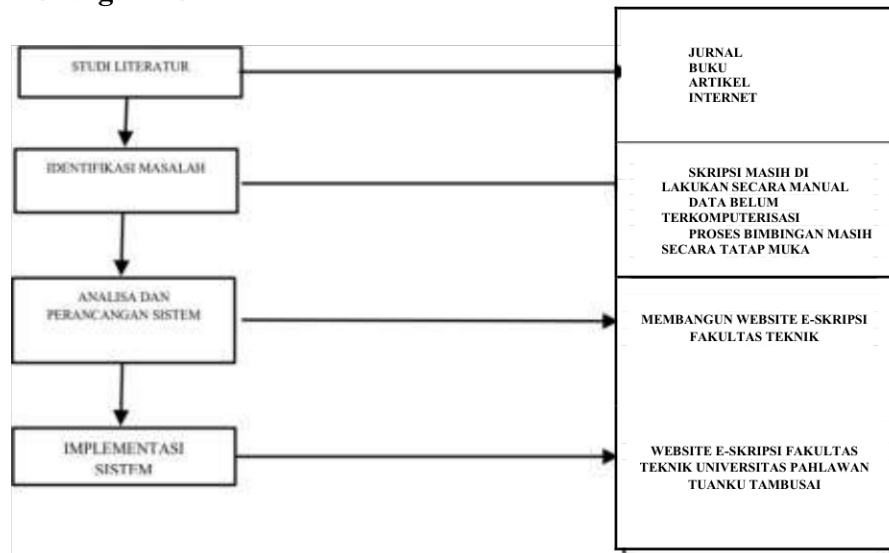 STUDI LITERATUR
JURNAL
BUKU
ARTIKEL
INTERNET
IDENTIFIKASI MASALAH
SKRIPSI MASIH DI
LAKUKAN SECARA MANUAL
DATA BELUM
TERKOMPUTERISASI
PROSES BIMBINGAN MASIH
SECARA TATAP MUKA
ANALISA DAN
PERANCANGAN SISTEM
MEMBANGUN WEBSITE E-SKRIPSI
FAKULTAS TEKNIK
IMPLEMENTASI
SISTEM
WEBSITE E-SKRIPSI FAKULTAS
TEKNIK UNIVERSITAS PAHLAWAN
TUANKU TAMBUSAI